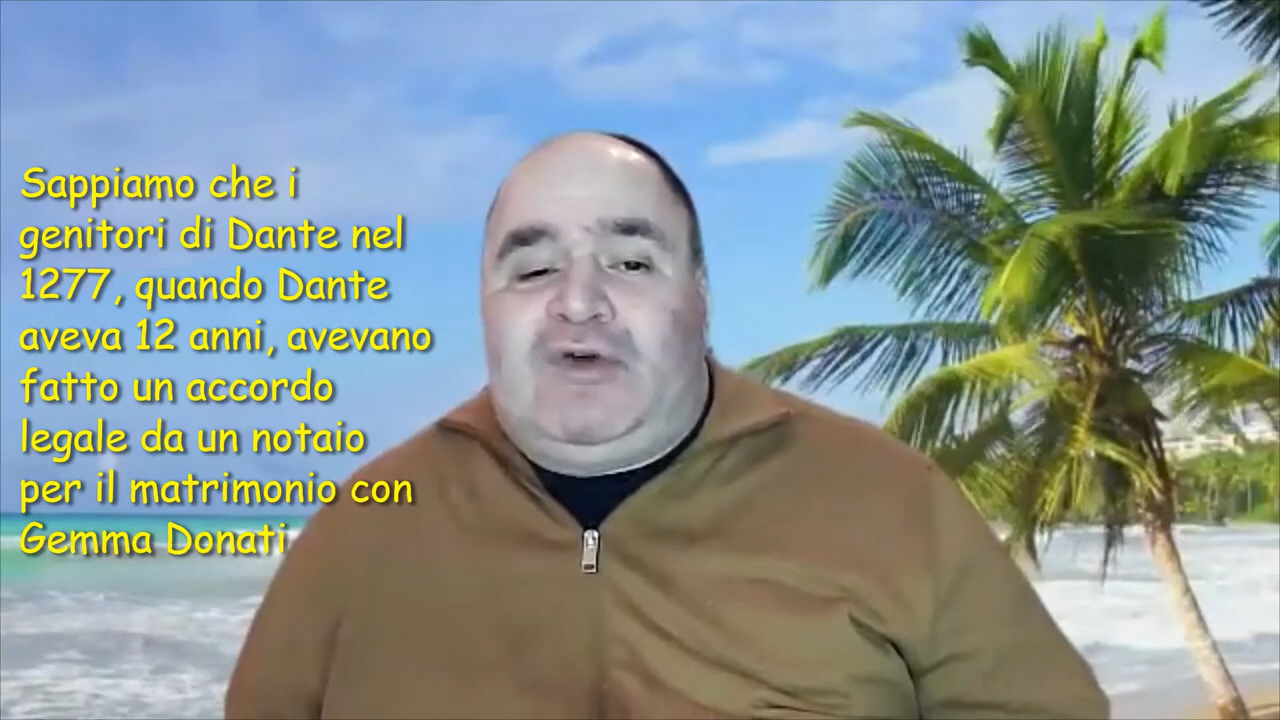 Sappiamo che i
genitori di Dante nel
1277, quando Dante
aveva 12 anni, avevano
fatto un accordo
legale da un notaio
per il matrimonio con
Gemma Donati